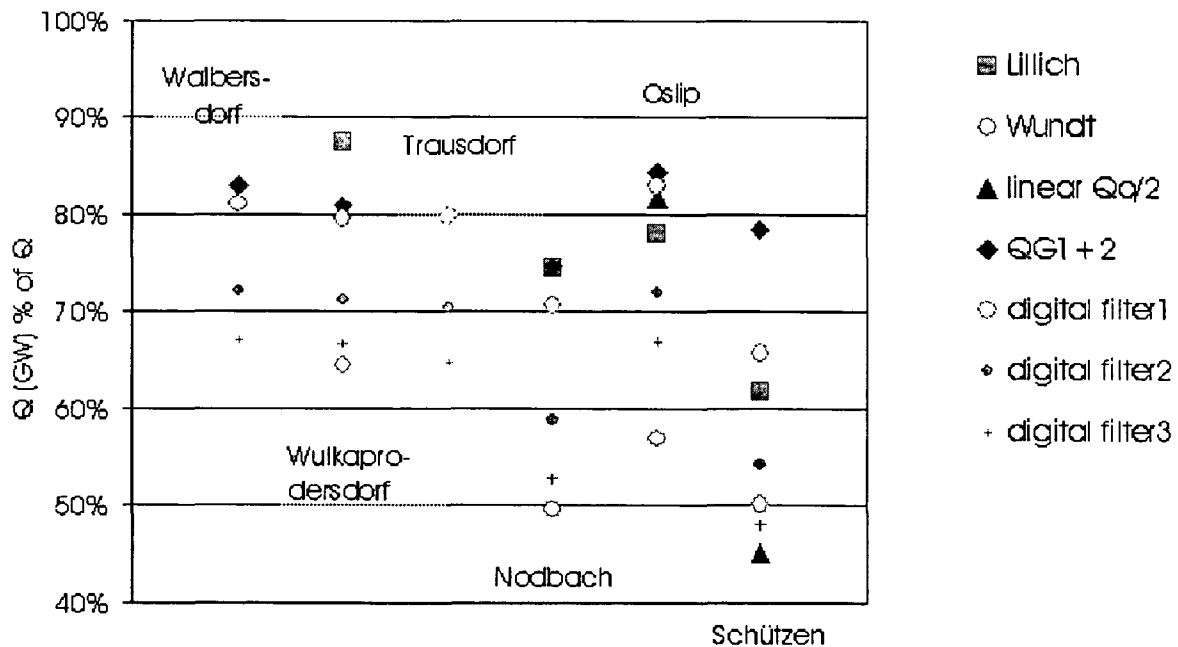 100%
90%
80%
70%
60%
50%
40%
Q (GW) % of Q
Walbers-
dorf
Trausdorf
Oslip
Wulkapro-
dersdorf
Nodbach
Schützen
Lillich
Wundt
linear Qq/2
QG1 + 2
digital filter1
digital filter2
digital filter3